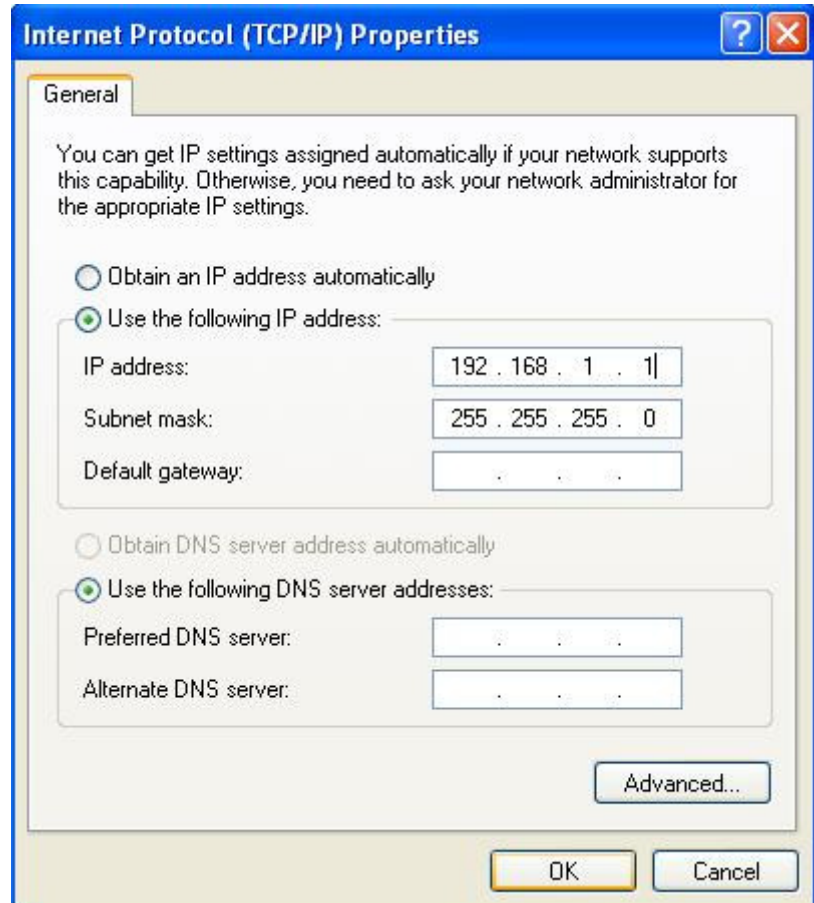 Internet Protocol (TCP/IP) Properties
General
You can get IP settings assigned automatically if your network supports
this capability. Otherwise, you need to ask your network administrator for
the appropriate IP settings.
Obtain an IP address automatically
Use the following IP address:
IP address: 192 . 168 . 1 . 1
Subnet mask: 255 . 255 . 255 . 0
Default gateway: . . .
Obtain DNS server address automatically
Use the following DNS server addresses:
Preferred DNS server: . . .
Alternate DNS server: . . .
Advanced...
OK Cancel